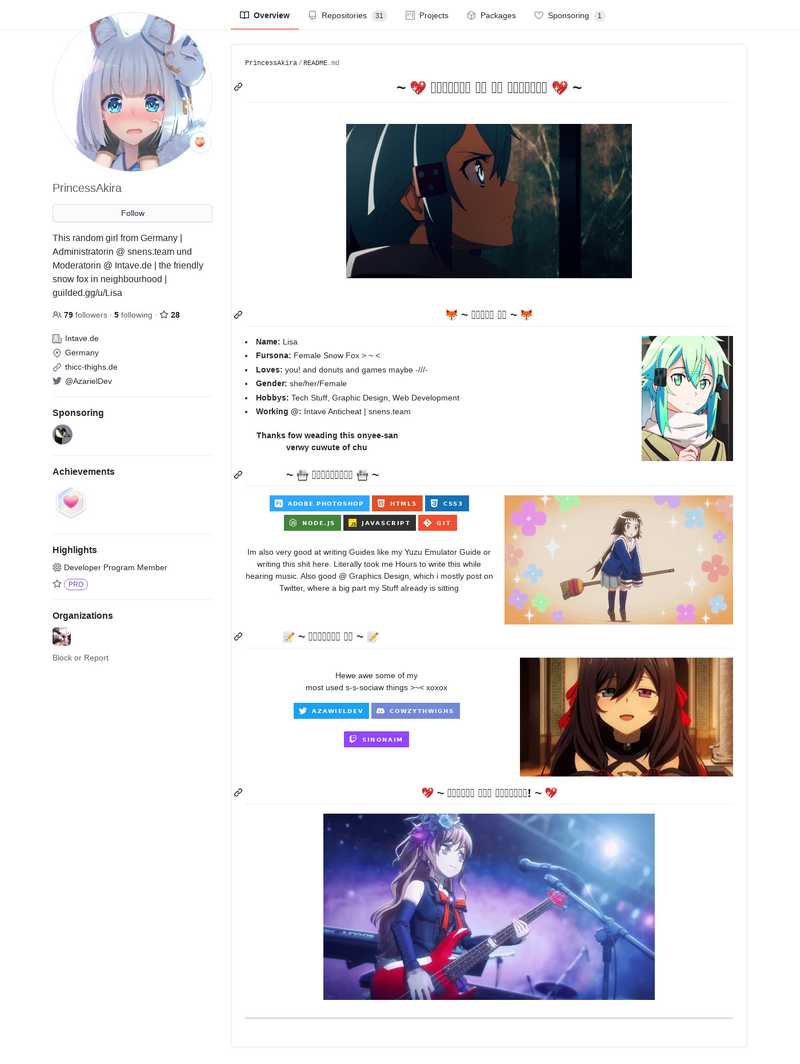 Overview
Repositories 31
Projects
Packages
Sponsoring 1
PrincessAkira
Follow
This random girl from Germany |
Administratorin @ snens.team und
Moderatorin @ Intave.de | the friendly
snow fox in neighbourhood |
guilded.gg/u/Lisa
79 followers · 5 following · 28
Intave.de
Germany
thicc-thighs.de
@AzarielDev
Sponsoring
Achievements
Highlights
Developer Program Member
PRO
Organizations
Block or Report
PrincessAkira / README.md
Name: Lisa
Fursona: Female Snow Fox > ~ <
Loves: you! and donuts and games maybe -///-
Gender: she/her/Female
Hobbys: Tech Stuff, Graphic Design, Web Development
Working @: Intave Anticheat | snens.team
Thanks fow weading this onyee-san
verwy cuwute of chu
ADOBE PHOTOSHOP
HTML5
CSS3
NODE.JS
JAVASCRIPT
GIT
Im also very good at writing Guides like my Yuzu Emulator Guide or
writing this shit here. Literally took me Hours to write this while
hearing music. Also good @ Graphics Design, which i mostly post on
Twitter, where a big part my Stuff already is sitting
Hewe awe some of my
most used s-s-sociaw things >~< xoxox
AZAWIELDEV
COWZYTHWIGHS
SINONAIM